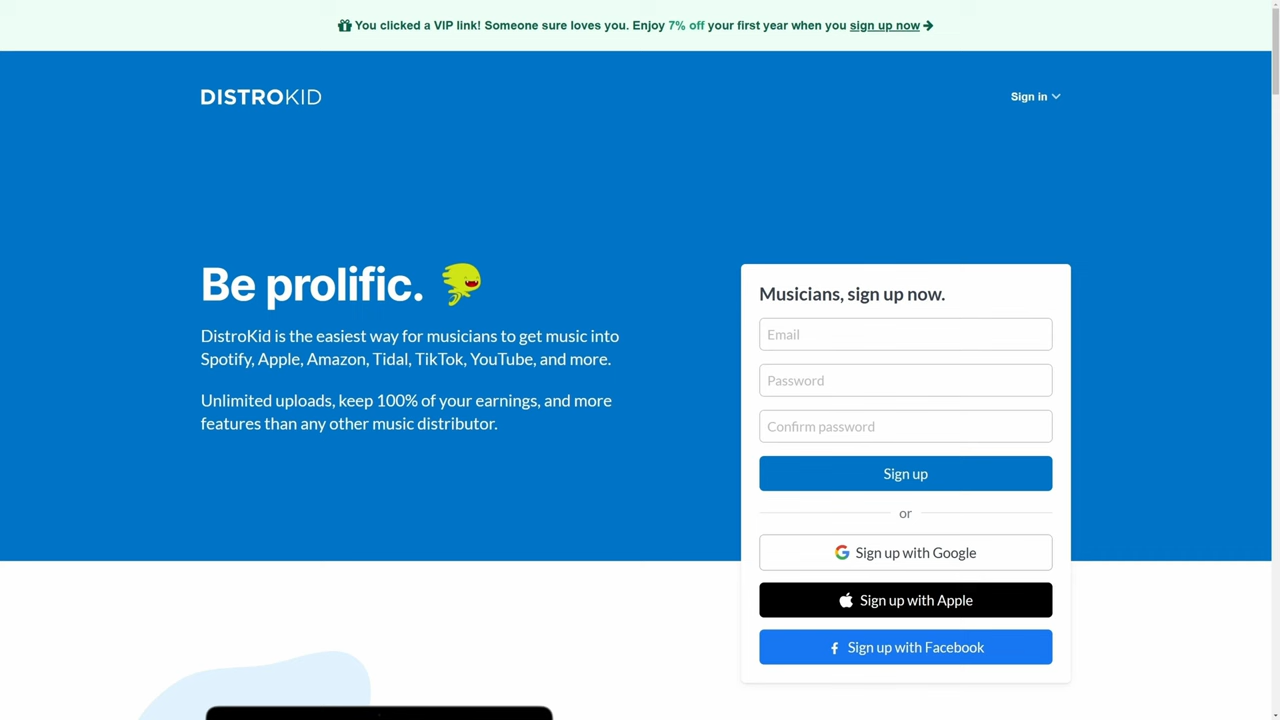 You clicked a VIP link! Someone sure loves you. Enjoy 7% off your first year when you sign up now
DISTROKID
Sign in
Be prolific.
DistroKid is the easiest way for musicians to get music into
Spotify, Apple, Amazon, Tidal, TikTok, YouTube, and more.
Unlimited uploads, keep 100% of your earnings, and more
features than any other music distributor.
Musicians, sign up now.
Email
Password
Confirm password
Sign up
or
Sign up with Google
Sign up with Apple
Sign up with Facebook